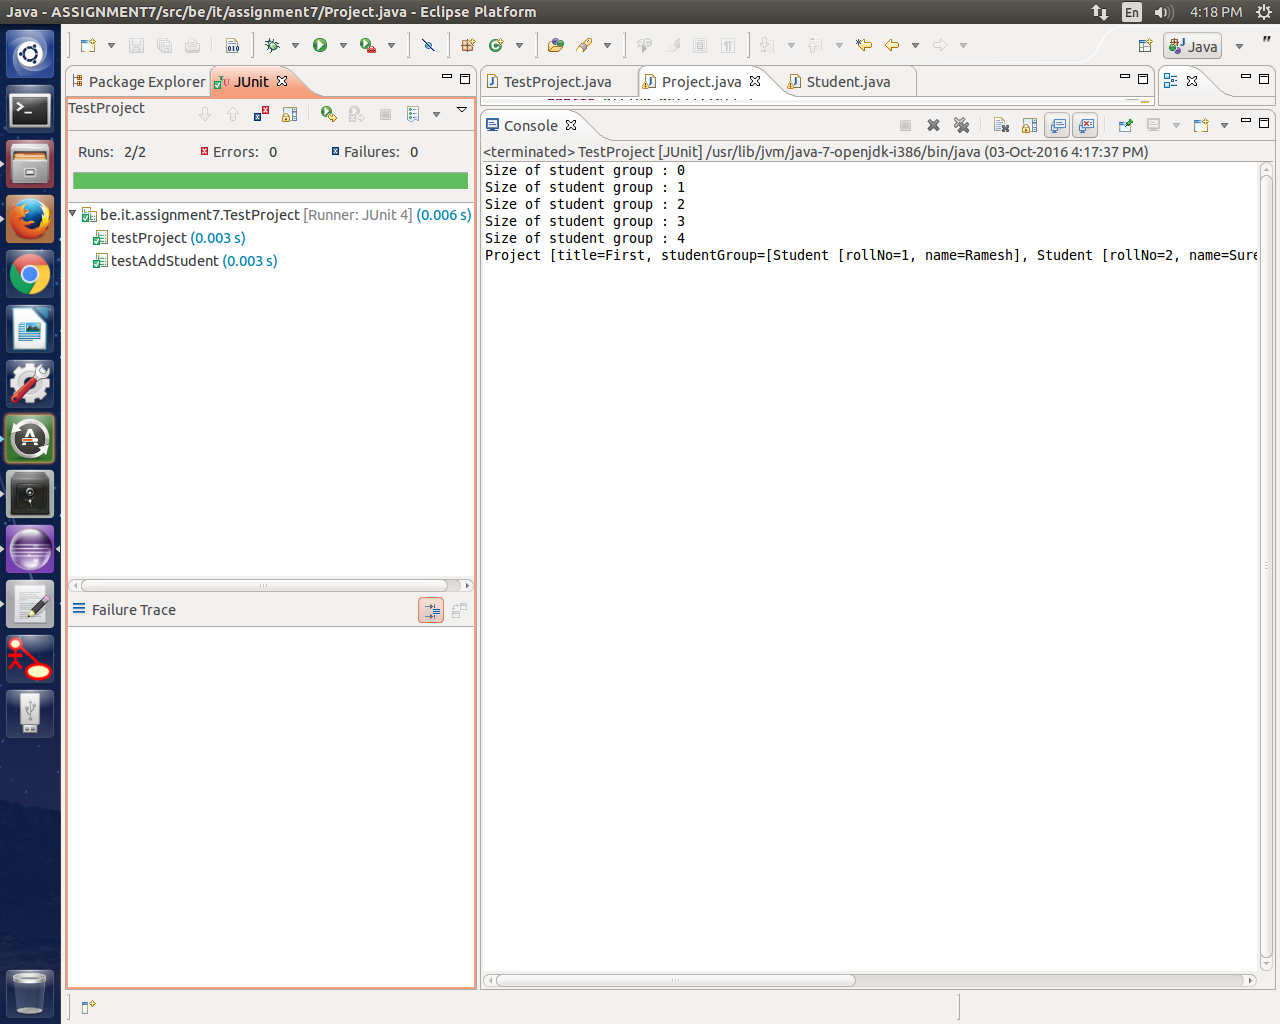 Java - ASSIGNMENT7/src/be/it/assignment7/Project.java - Eclipse Platform
En
4:18 PM
Java
Package Explorer
JUnit
TestProject.java
Project.java
Student.java
TestProject
Console
Runs: 2/2
Errors: 0
Failures: 0
<terminated> TestProject [JUnit] /usr/lib/jvm/java-7-openjdk-i386/bin/java (03-Oct-2016 4:17:37 PM)
Size of student group : 0
Size of student group : 1
Size of student group : 2
Size of student group : 3
Size of student group : 4
Project [title=First, studentGroup=[Student [rollNo=1, name=Ramesh], Student [rollNo=2, name=Sure
be.it.assignment7.TestProject [Runner: JUnit 4] (0.006 s)
testProject (0.003 s)
testAddStudent (0.003 s)
Failure Trace